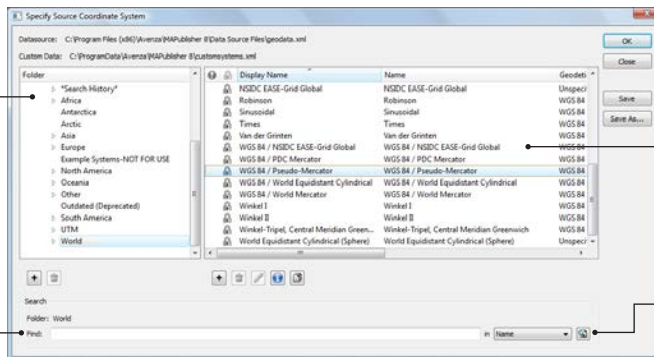 Specify Source Coordinate System
Datasource: C:\Program Files (x86)\Avenza\MAPublisher 8\Data Source Files\geodata.xml
Custom Data: C:\ProgramData\Avenza\MAPublisher 8\customsystems.xml
OK
Close
Save
Save As...
Folder
*Search History*
Africa
Antarctica
Arctic
Asia
Europe
Example Systems-NOT FOR USE
North America
Oceania
Other
Outdated (Deprecated)
South America
UTM
World
Display Name Name Geodeti
NSIDC EASE-Grid Global NSIDC EASE-Grid Global Unspeci
Robinson Robinson WGS 84
Sinusoidal Sinusoidal WGS 84
Times Times WGS 84
Van der Grinten Van der Grinten WGS 84
WGS 84 / NSIDC EASE-Grid Global WGS 84 / NSIDC EASE-Grid Global WGS 84
WGS 84 / PDC Mercator WGS 84 / PDC Mercator WGS 84
WGS 84 / Pseudo-Mercator WGS 84 / Pseudo-Mercator WGS 84
WGS 84 / World Equidistant Cylindrical WGS 84 / World Equidistant Cylindrical WGS 84
WGS 84 / World Mercator WGS 84 / World Mercator WGS 84
Winkel I Winkel I WGS 84
Winkel II Winkel II WGS 84
Winkel-Tripel, Central Meridian Green... Winkel-Tripel, Central Meridian Greenwich WGS 84
World Equidistant Cylindrical (Sphere) World Equidistant Cylindrical (Sphere) Unspeci
Search
Folder: World
Find: in Name